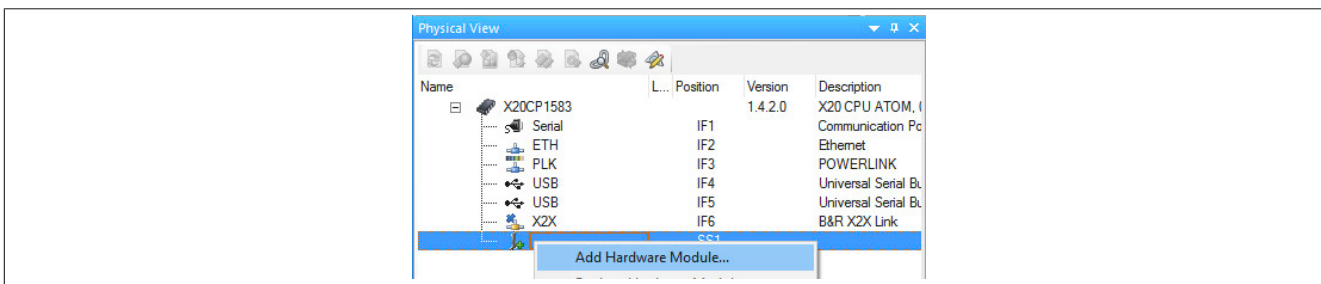 Physical View
Name L... Position Version Description
X20CP1583 1.4.2.0 X20 CPU ATOM, (
Serial IF1 Communication Po
ETH IF2 Ethernet
PLK IF3 POWERLINK
USB IF4 Universal Serial Bu
USB IF5 Universal Serial Bu
X2X IF6 B&R X2X Link
SS1
Add Hardware Module...